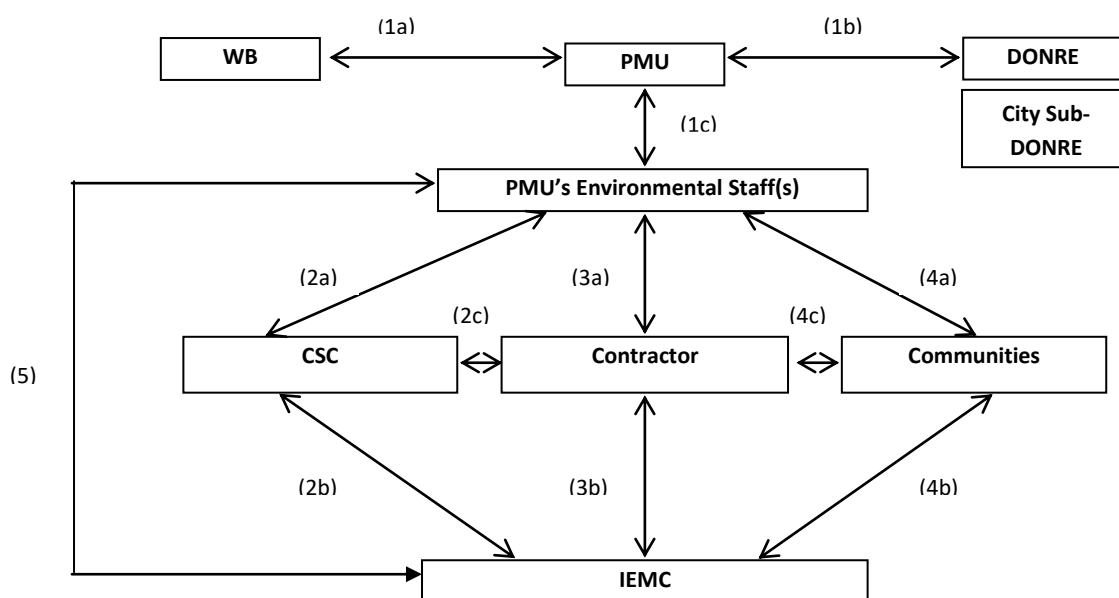 (1a)
(1b)
WB
PMU
DONRE
(1c)
City Sub-
DONRE
PMU’s Environmental Staff(s)
(2a)
(3a)
(4a)
(2c)
(4c)
CSC
Contractor
Communities
(5)
(2b)
(3b)
(4b)
IEMC